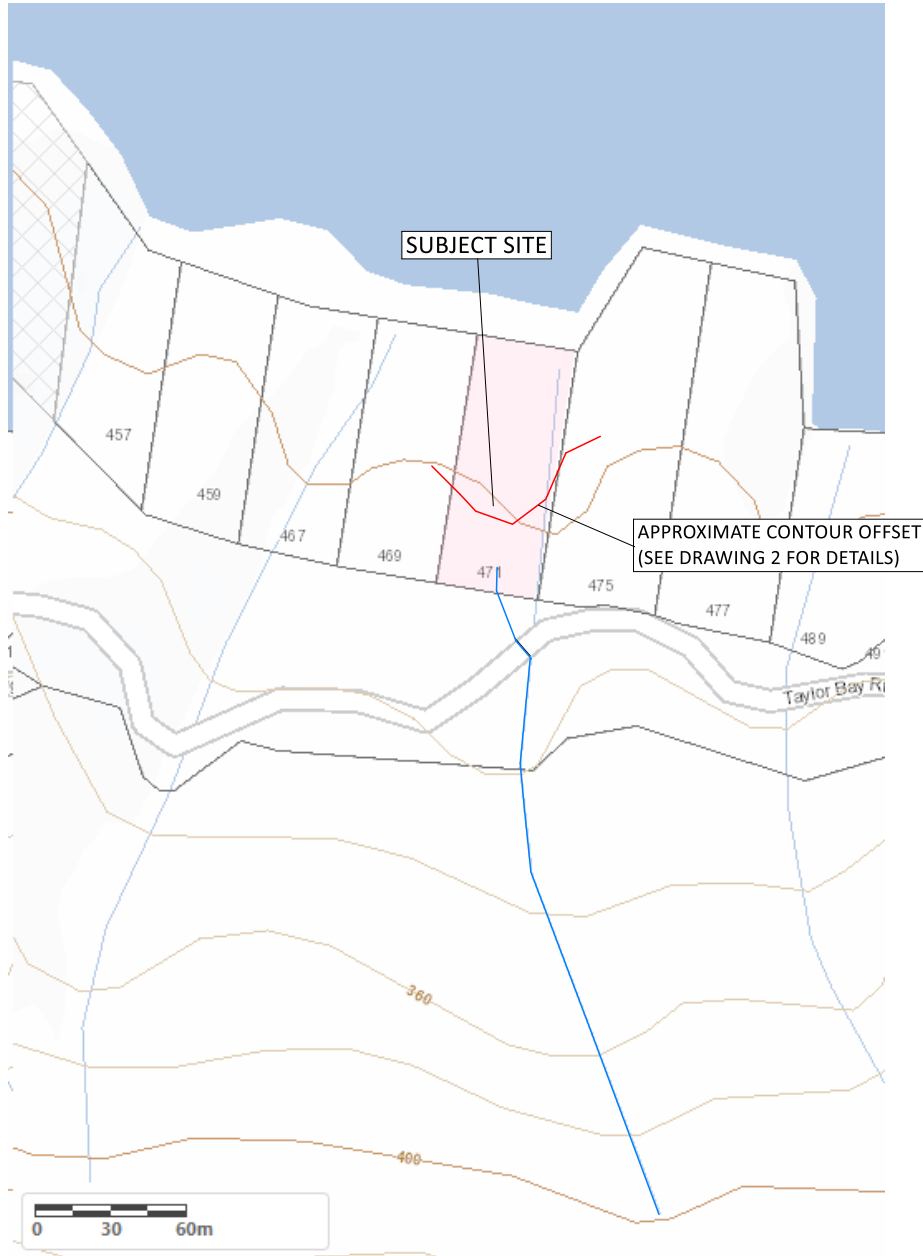 SUBJECT SITE
457
459
467
469
471
475
477
489
APPROXIMATE CONTOUR OFFSET
(SEE DRAWING 2 FOR DETAILS)
Taylor Bay
360
400
0 30 60m